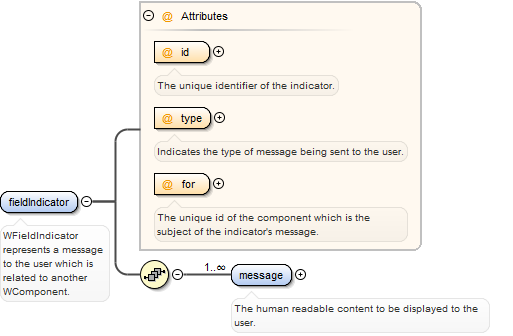 @ Attributes
@ id
The unique identifier of the indicator.
@ type
Indicates the type of message being sent to the user.
@ for
The unique id of the component which is the
subject of the indicator's message.
fieldIndicator
WFieldIndicator
represents a message
to the user which is
related to another
WComponent.
1..∞
message
The human readable content to be displayed to the
user.